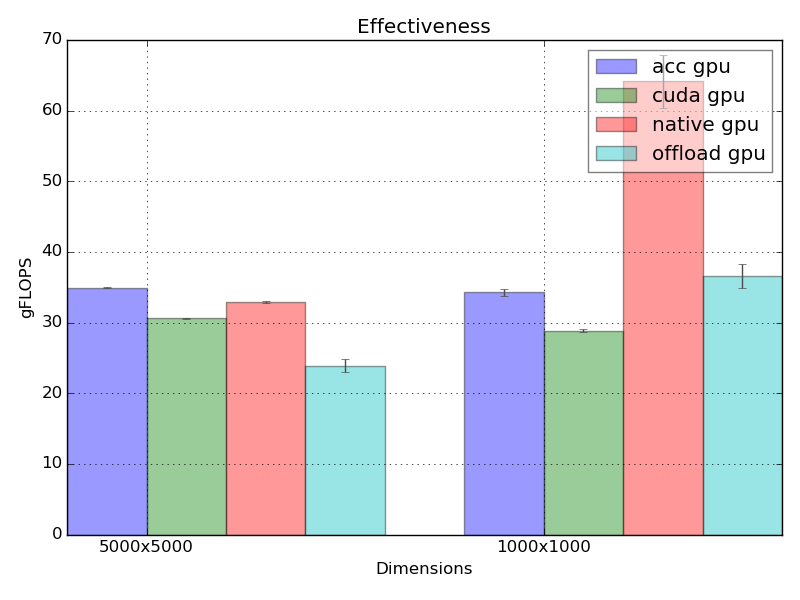 Effectiveness
70
60
50
40
30
20
10
0
gFLOPS
acc gpu
cuda gpu
native gpu
offload gpu
5000x5000
1000x1000
Dimensions